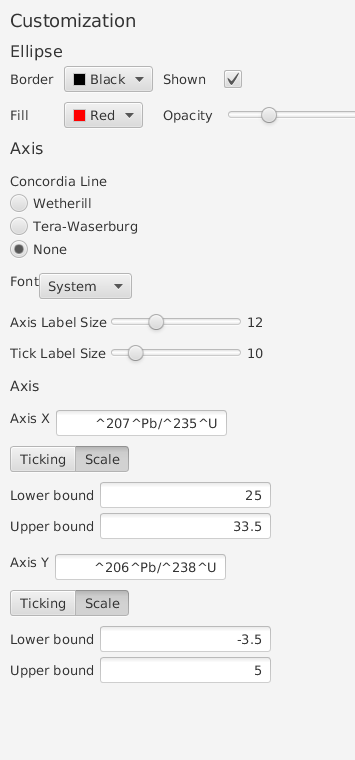 Customization
Ellipse
Border Black Shown
Fill Red Opacity
Axis
Concordia Line
Wetherill
Tera-Waserburg
None
Font System
Axis Label Size 12
Tick Label Size 10
Axis
Axis X ^207^Pb/^235^U
Ticking Scale
Lower bound 25
Upper bound 33.5
Axis Y ^206^Pb/^238^U
Ticking Scale
Lower bound -3.5
Upper bound 5